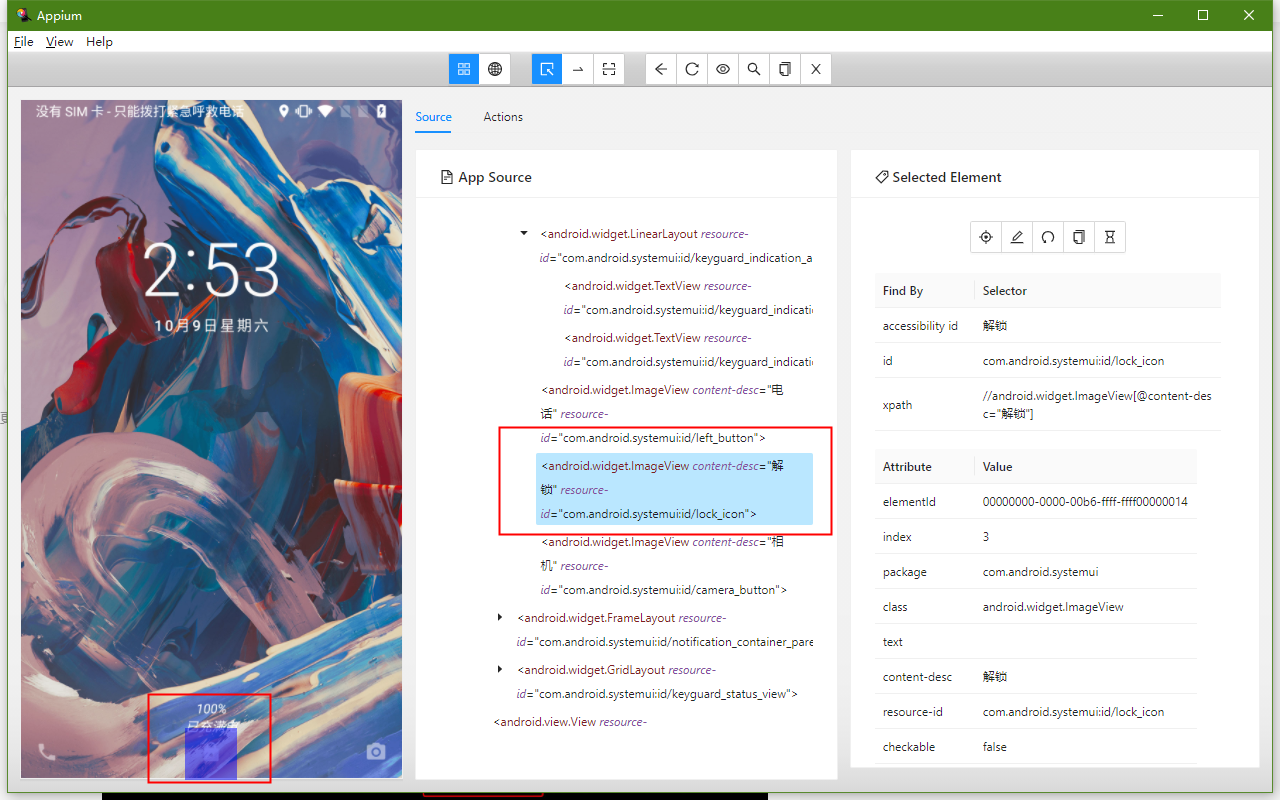 Appium
File View Help
没有 SIM 卡 - 只能拨打紧急呼救电话
2:53
10月9日星期六
100%
已充满电
Source Actions
App Source
<android.widget.LinearLayout resource-
id="com.android.systemui:id/keyguard_indication_a
<android.widget.TextView resource-
id="com.android.systemui:id/keyguard_indicatio
<android.widget.TextView resource-
id="com.android.systemui:id/keyguard_indicatio
<android.widget.ImageView content-desc="电
话" resource-
id="com.android.systemui:id/left_button">
<android.widget.ImageView content-desc="解
锁" resource-
id="com.android.systemui:id/lock_icon">
<android.widget.ImageView content-desc="相
机" resource-
id="com.android.systemui:id/camera_button">
<android.widget.FrameLayout resource-
id="com.android.systemui:id/notification_container_pare
<android.widget.GridLayout resource-
id="com.android.systemui:id/keyguard_status_view">
<android.view.View resource-
Selected Element
Find By Selector
accessibility id 解锁
id com.android.systemui:id/lock_icon
xpath //android.widget.ImageView[@content-des
c="解锁"]
Attribute Value
elementId 00000000-0000-00b6-ffff-ffff00000014
index 3
package com.android.systemui
class android.widget.ImageView
text
content-desc 解锁
resource-id com.android.systemui:id/lock_icon
checkable false